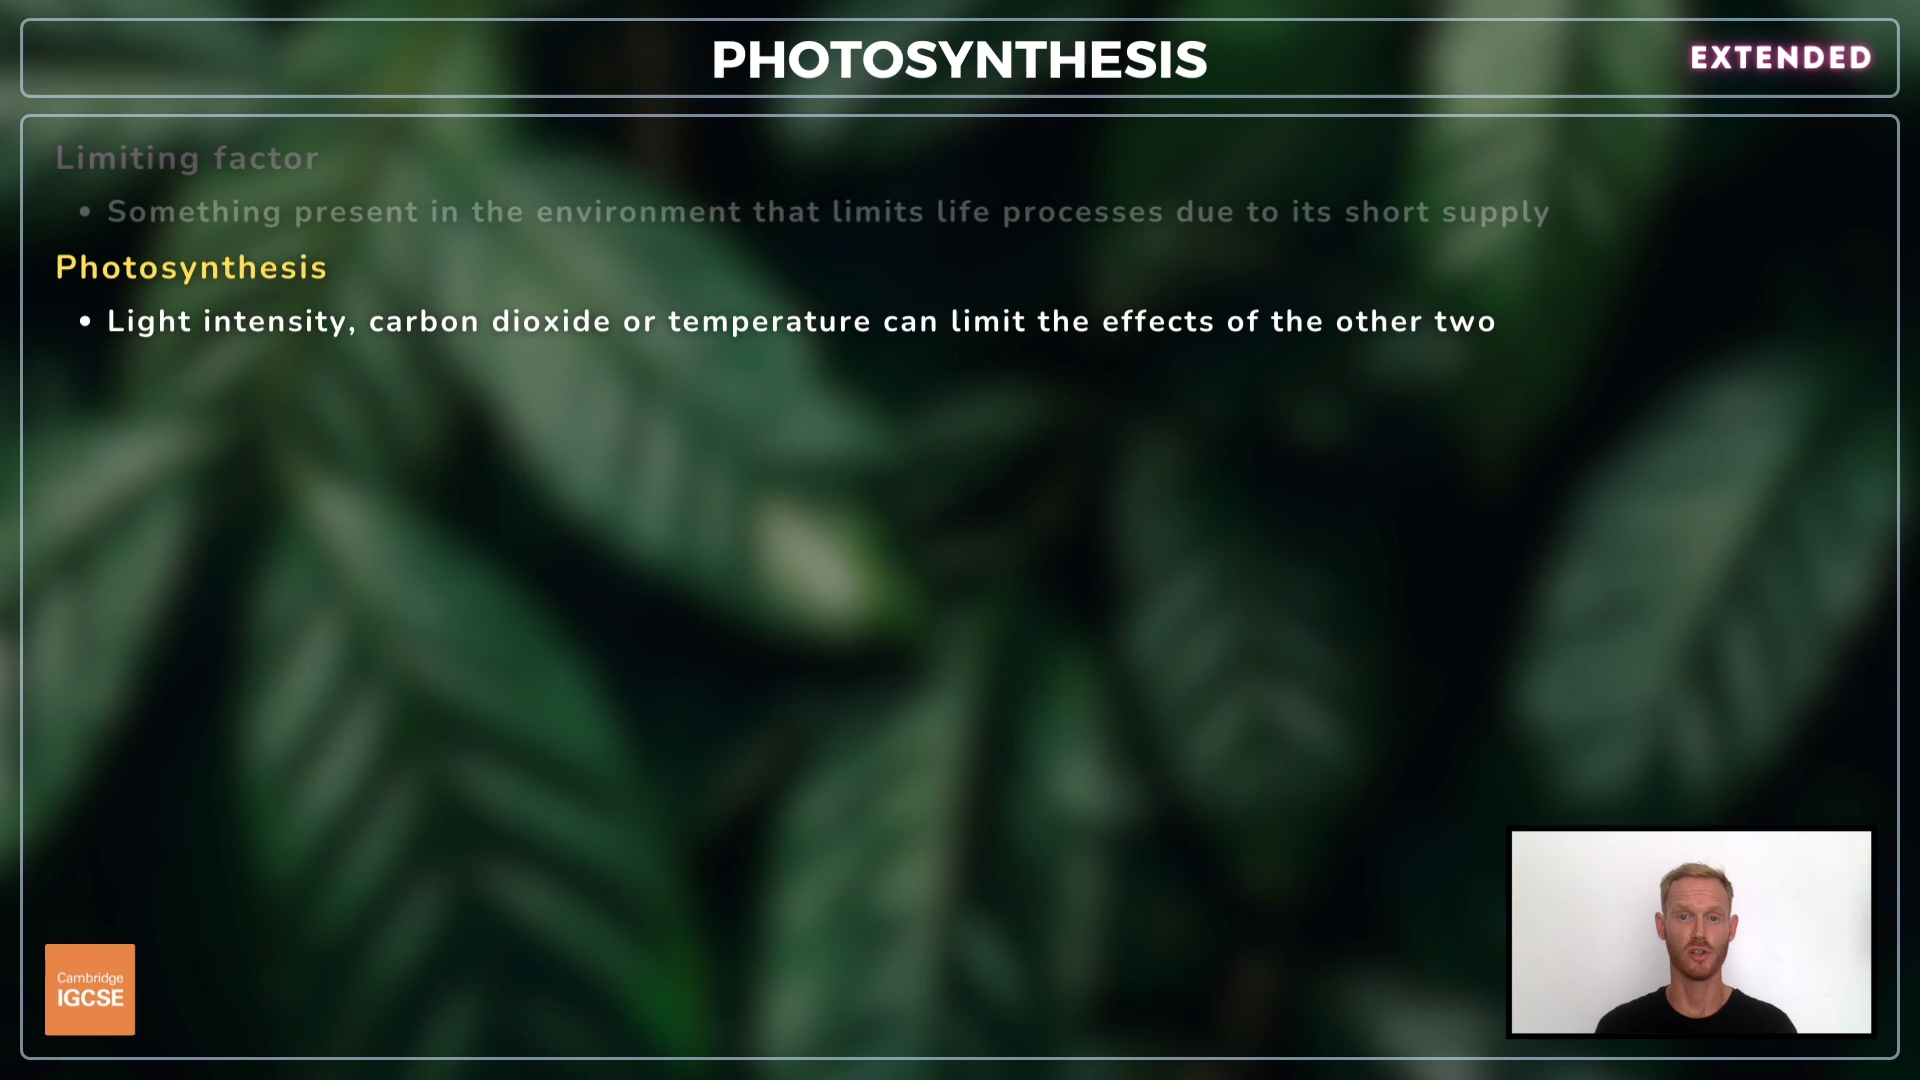 PHOTOSYNTHESIS
EXTENDED
Limiting factor
• Something present in the environment that limits life processes due to its short supply
Photosynthesis
• Light intensity, carbon dioxide or temperature can limit the effects of the other two
Cambridge
IGCSE